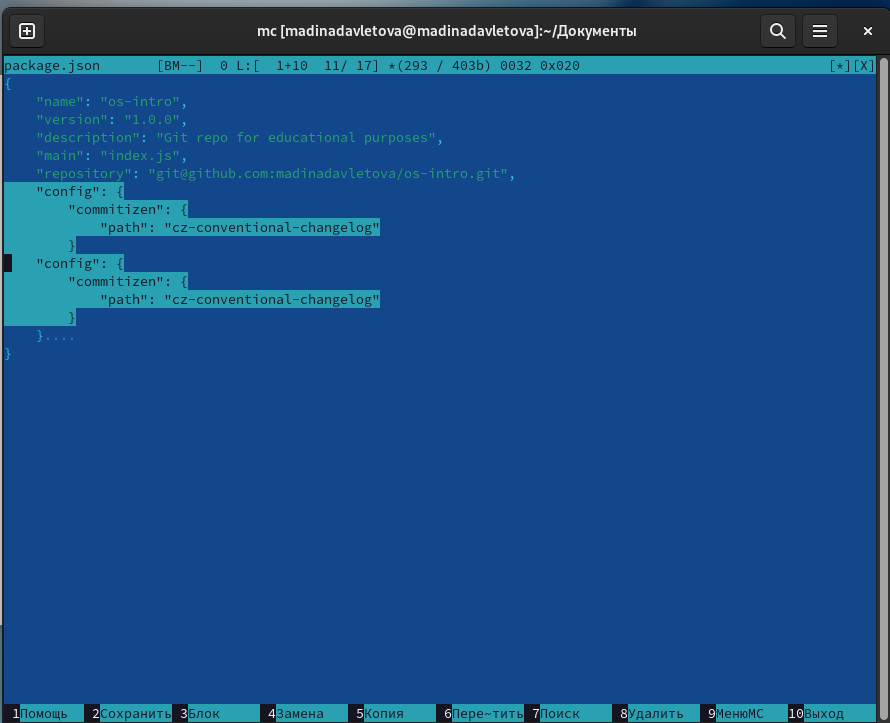 mc [madinadavletova@madinadavletova]:~/Документы
package.json       [BM--]  0 L:[  1+10  11/ 17] *(293 / 403b) 0032 0x020                               [*][X]
{
    "name": "os-intro",
    "version": "1.0.0",
    "description": "Git repo for educational purposes",
    "main": "index.js",
    "repository": "git@github.com:madinadavletova/os-intro.git",
    "config": {
        "commitizen": {
            "path": "cz-conventional-changelog"
        }
    "config": {
        "commitizen": {
            "path": "cz-conventional-changelog"
        }
    }....
}
1Помощь 2Сохранить 3Блок 4Замена 5Копия 6Пере~тить 7Поиск 8Удалить 9МенюMC 10Выход